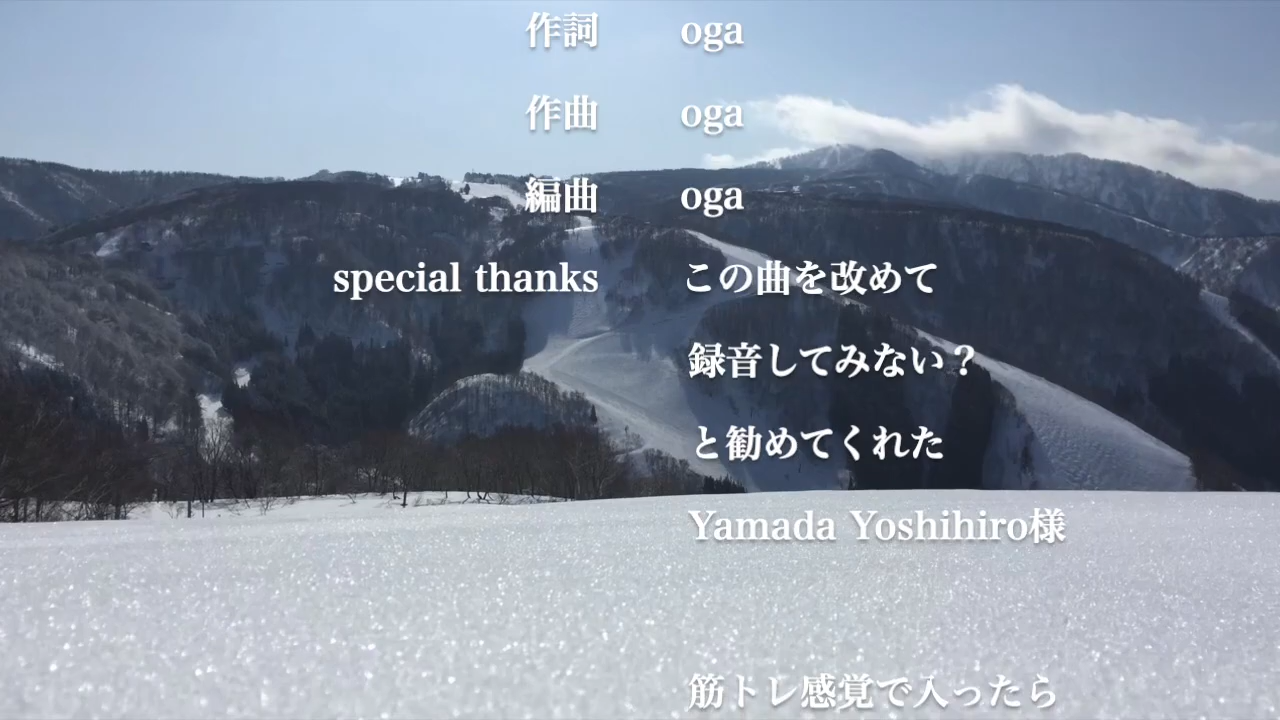 作詞 oga
作曲 oga
編曲 oga
special thanks この曲を改めて
録音してみない？
と勧めてくれた
Yamada Yoshihiro様
筋トレ感覚で入ったら